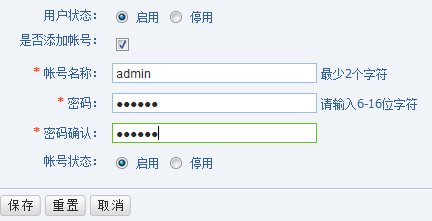 用户状态： 启用 停用
是否添加帐号：
* 帐号名称： admin 最少2个字符
* 密码： ●●●●●● 请输入6-16位字符
* 密码确认： ●●●●●●
帐号状态： 启用 停用
保存 重置 取消